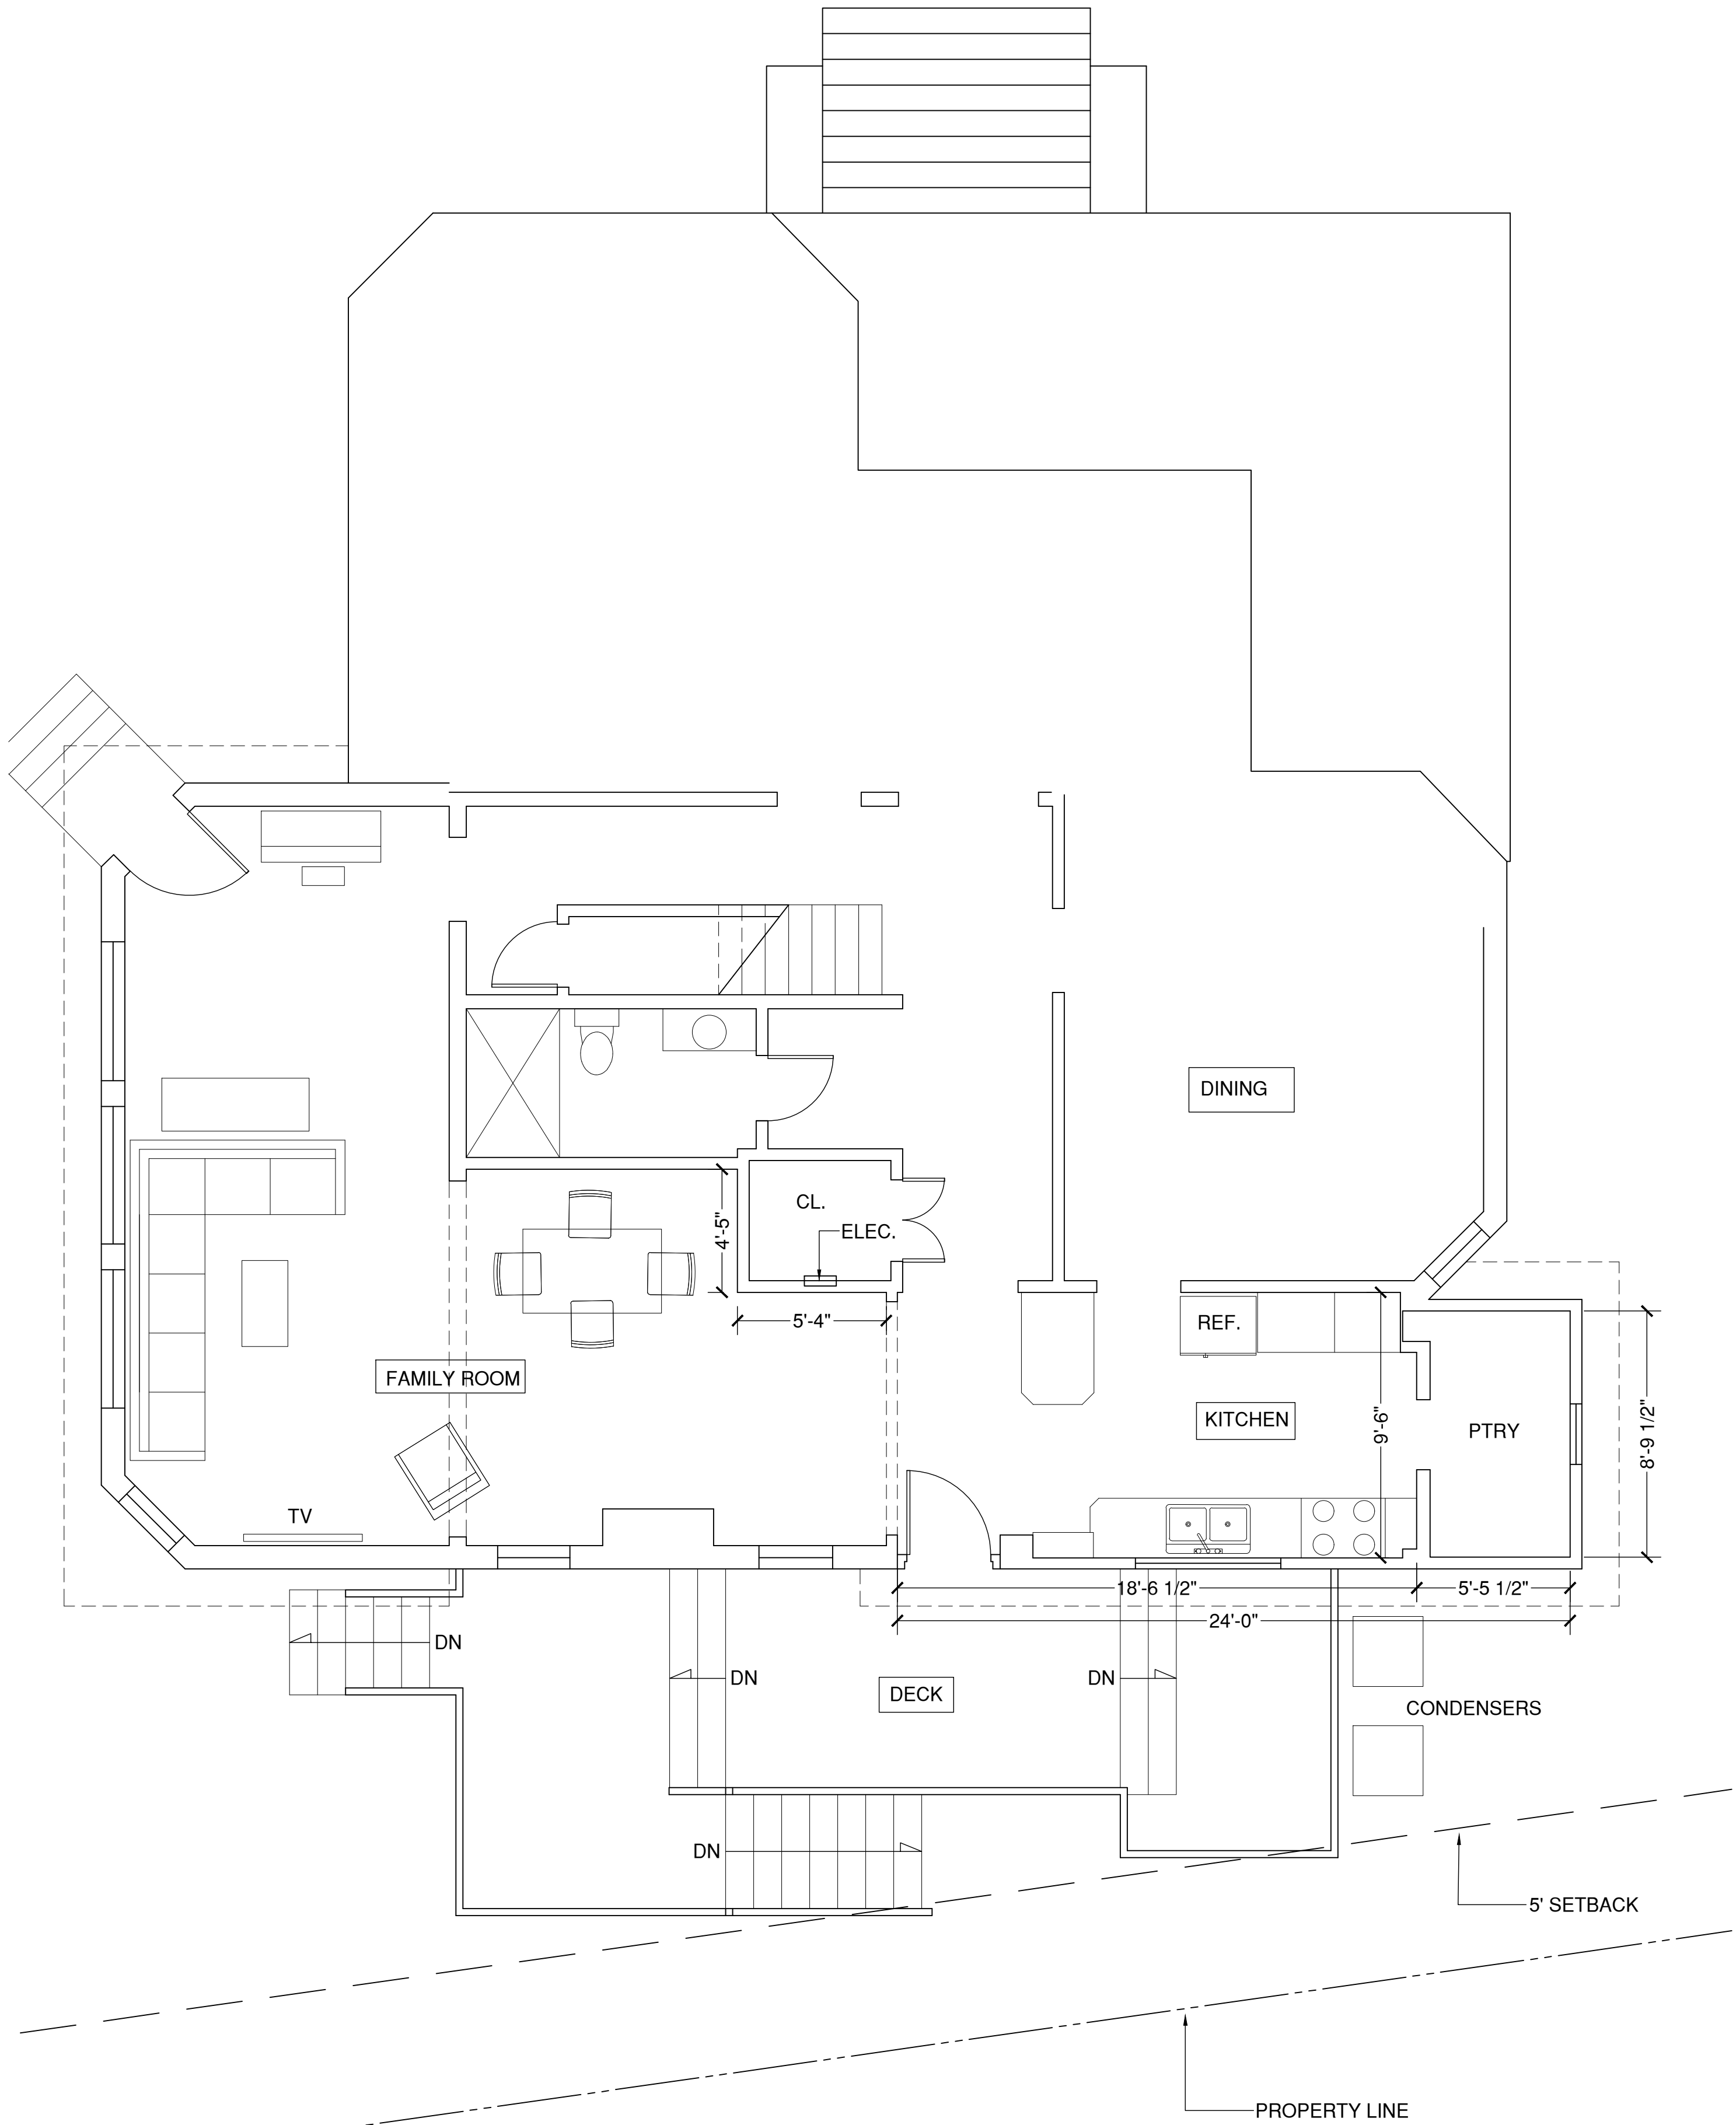 DINING
CL.
ELEC.
4'-5"
5'-4"
REF.
FAMILY ROOM
KITCHEN
9'-6"
PTRY
8'-9 1/2"
TV
18'-6 1/2"
5'-5 1/2"
24'-0"
DN
DN
DECK
DN
CONDENSERS
DN
5' SETBACK
PROPERTY LINE